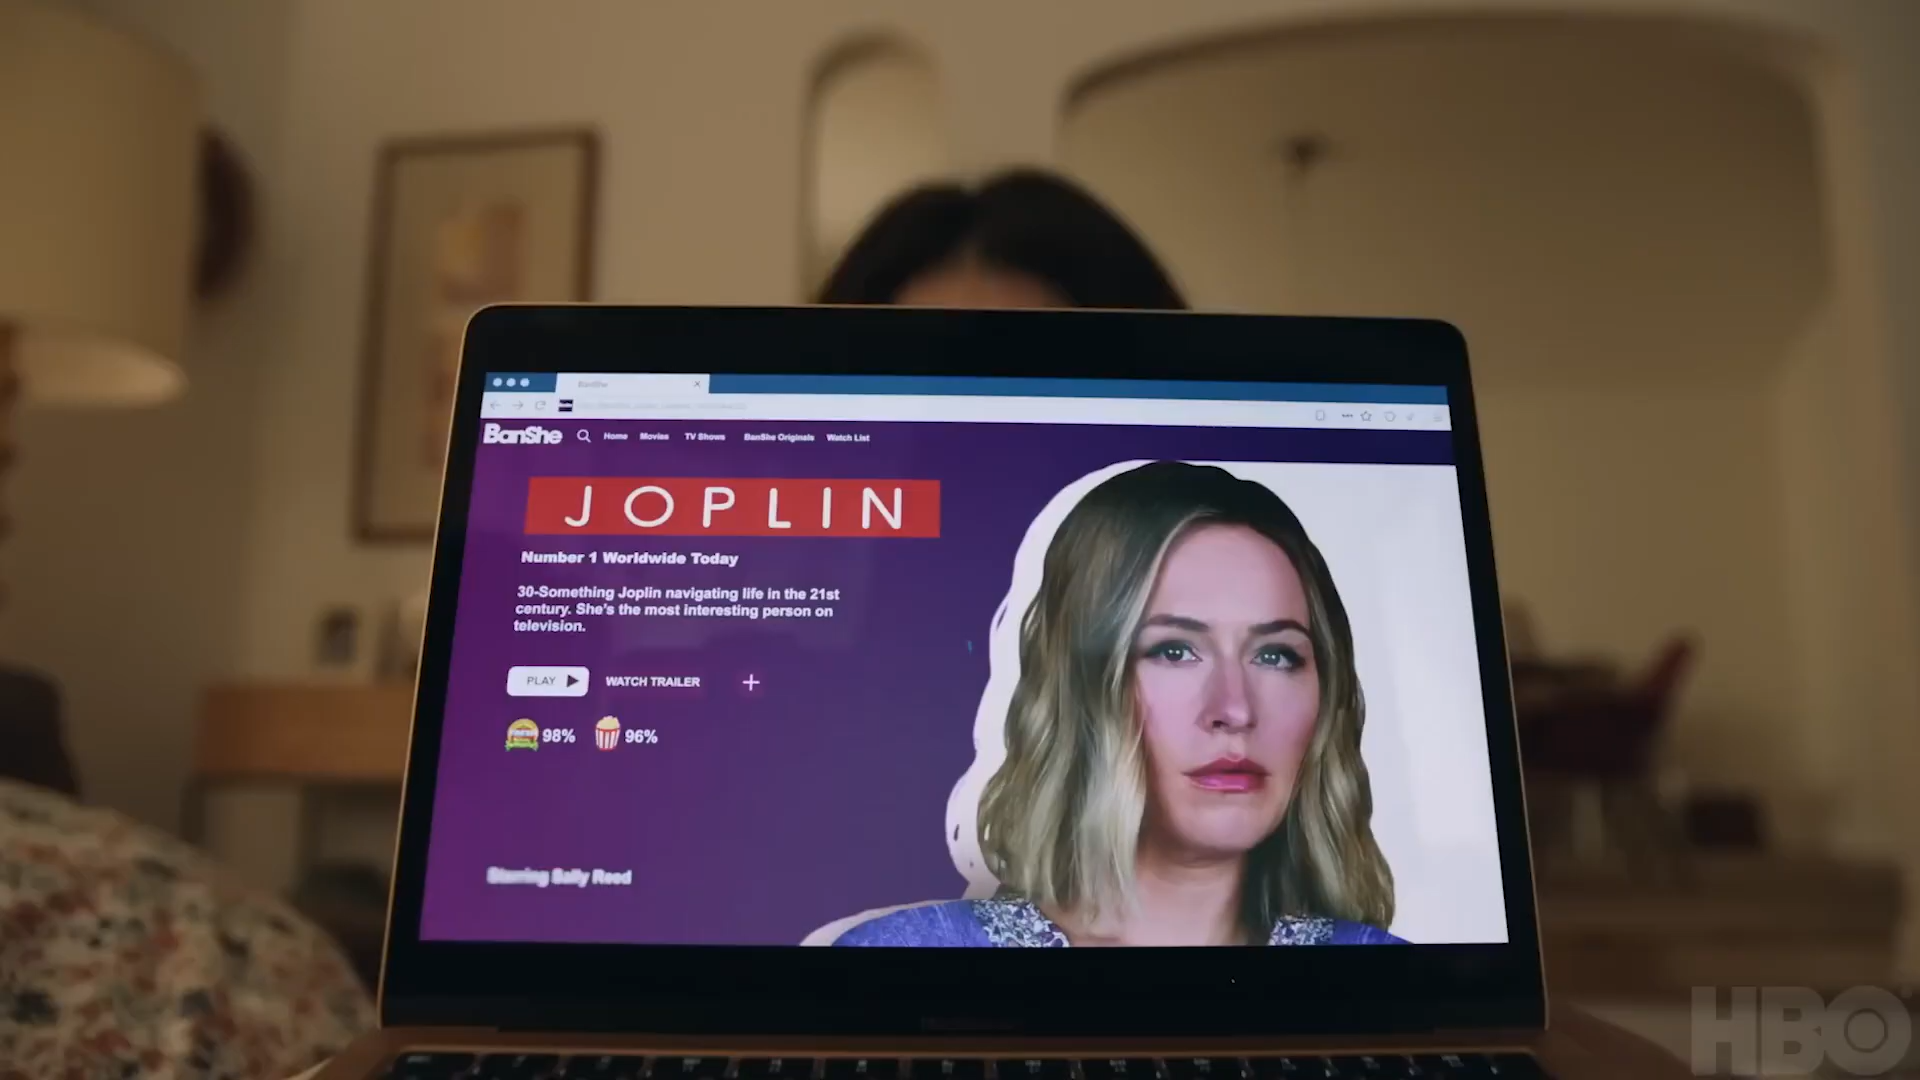 BanShe
BanShe Home Movies TV Shows BanShe Originals Watch List
JOPLIN
Number 1 Worldwide Today
30-Something Joplin navigating life in the 21st
century. She's the most interesting person on
television.
PLAY WATCH TRAILER +
98% 96%
Starring Sally Reed
HBO